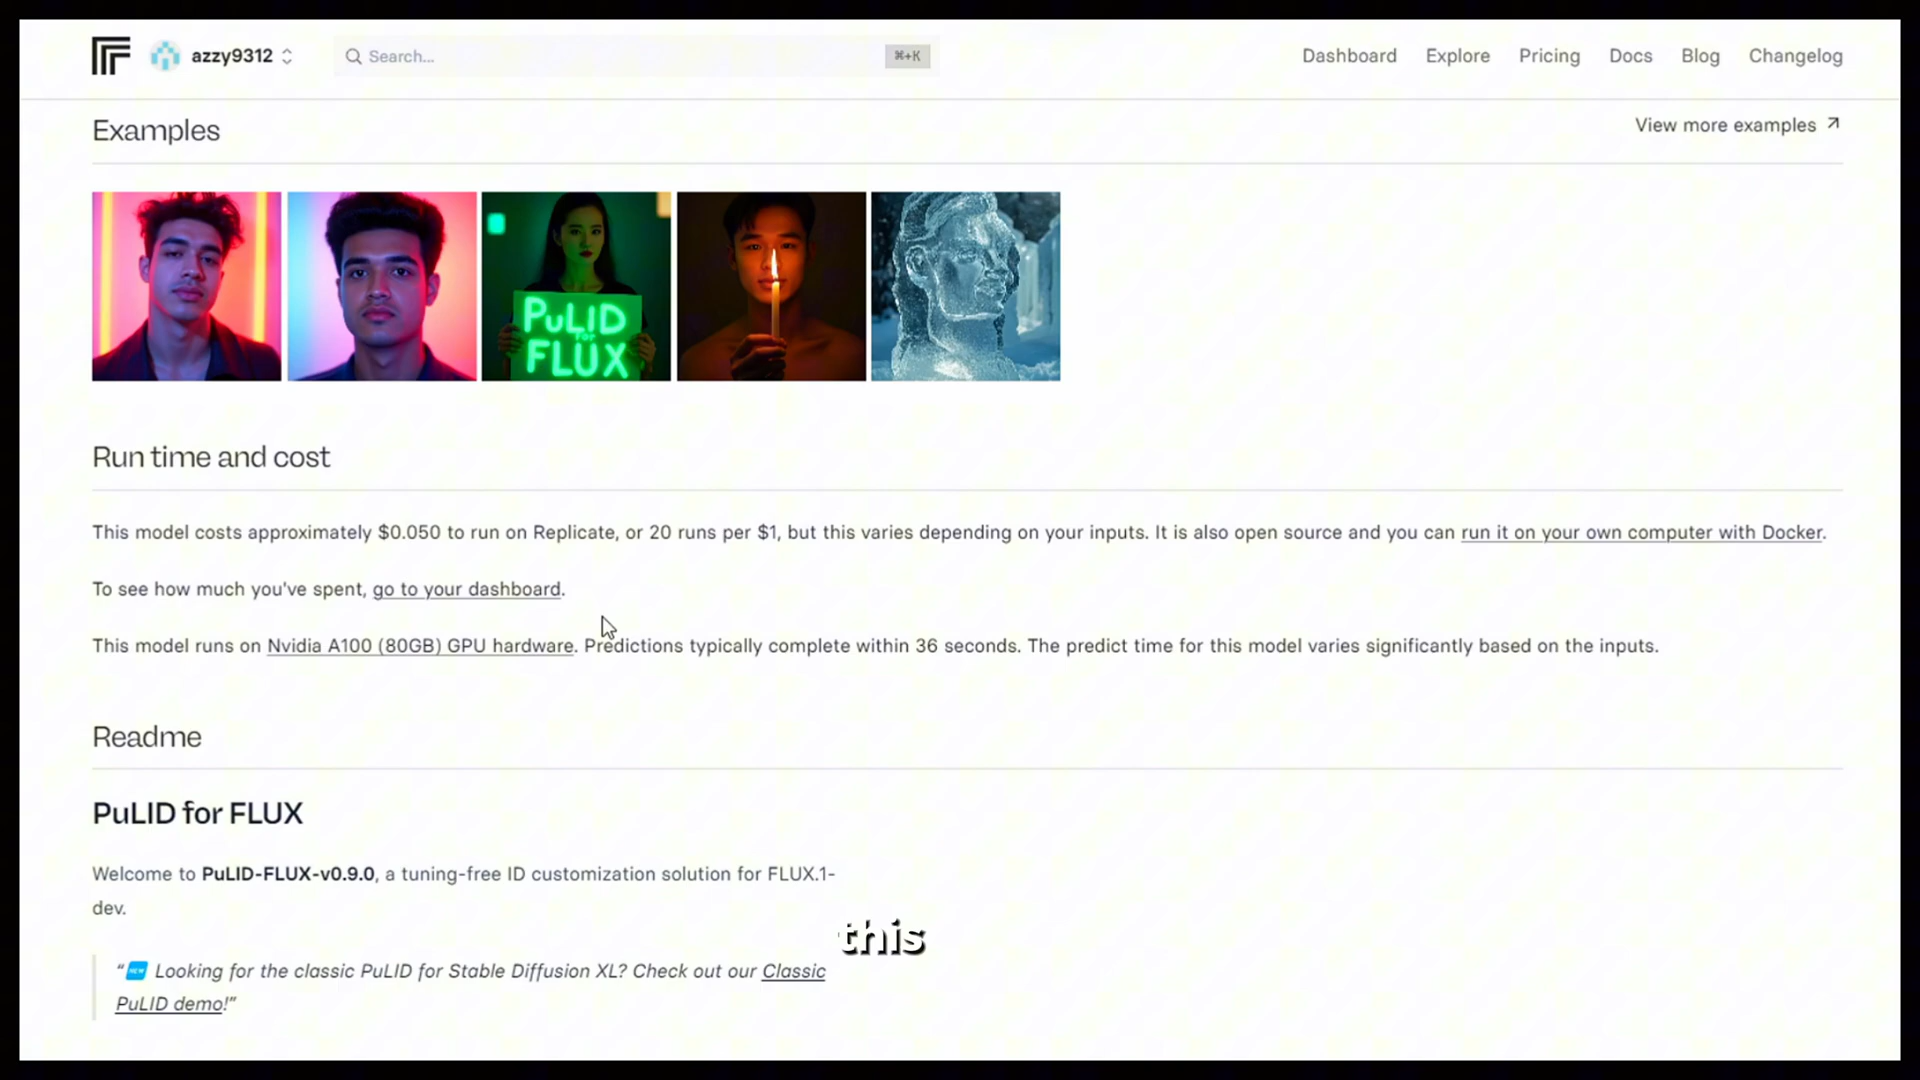 azzy9312
Search...
⌘+K
Dashboard Explore Pricing Docs Blog Changelog
Examples
View more examples
PuLID
for
FLUX
Run time and cost
This model costs approximately $0.050 to run on Replicate, or 20 runs per $1, but this varies depending on your inputs. It is also open source and you can run it on your own computer with Docker.
To see how much you've spent, go to your dashboard.
This model runs on Nvidia A100 (80GB) GPU hardware. Predictions typically complete within 36 seconds. The predict time for this model varies significantly based on the inputs.
Readme
PuLID for FLUX
Welcome to PuLID-FLUX-v0.9.0, a tuning-free ID customization solution for FLUX.1-
dev.
this
“🆕 Looking for the classic PuLID for Stable Diffusion XL? Check out our Classic
PuLID demo!”